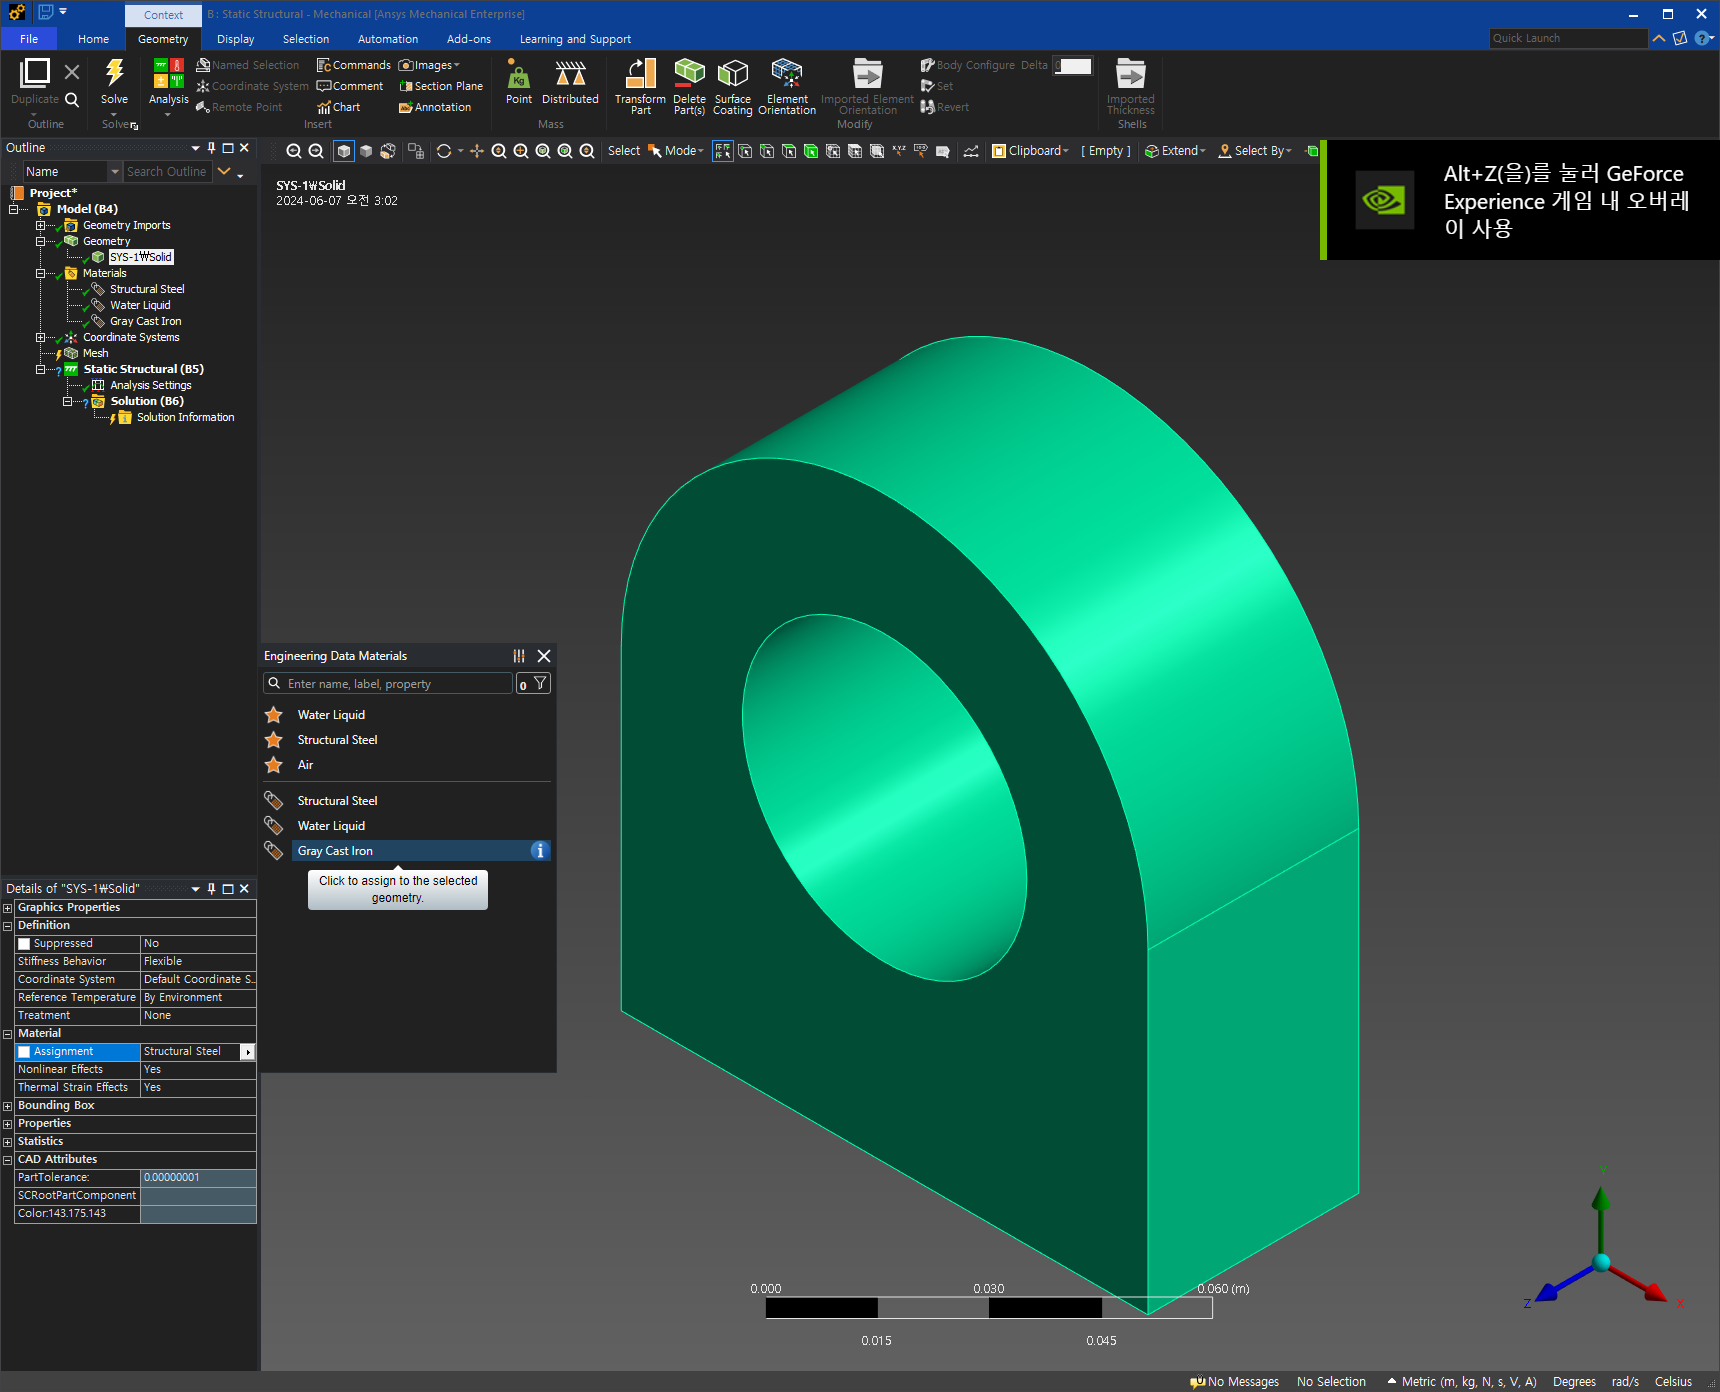 Context
B : Static Structural - Mechanical [Ansys Mechanical Enterprise]
File Home Geometry Display Selection Automation Add-ons Learning and Support
Quick Launch
Duplicate
Outline
Solve
Solve
Analysis
Named Selection
Coordinate System
Remote Point
Commands
Comment
Chart
Images
Section Plane
Annotation
Insert
Kg
Point
Distributed
Mass
Transform Part
Delete Part(s)
Surface Coating
Element Orientation
Imported Element Orientation
Modify
Body Configure Delta 0
Set
Revert
Imported Thickness
Shells
Outline
Name Search Outline
Select Mode Clipboard [ Empty ] Extend Select By
Project*
Model (B4)
Geometry Imports
Geometry
SYS-1₩Solid
Materials
Structural Steel
Water Liquid
Gray Cast Iron
Coordinate Systems
Mesh
Static Structural (B5)
Analysis Settings
Solution (B6)
Solution Information
SYS-1₩Solid
2024-06-07 오전 3:02
Alt+Z(을)를 눌러 GeForce
Experience 게임 내 오버레
이 사용
Engineering Data Materials
Enter name, label, property
0
Water Liquid
Structural Steel
Air
Structural Steel
Water Liquid
Gray Cast Iron
Click to assign to the selected
geometry.
Details of "SYS-1₩Solid"
Graphics Properties
Definition
Suppressed No
Stiffness Behavior Flexible
Coordinate System Default Coordinate S...
Reference Temperature By Environment
Treatment None
Material
Assignment Structural Steel
Nonlinear Effects Yes
Thermal Strain Effects Yes
Bounding Box
Properties
Statistics
CAD Attributes
PartTolerance: 0.00000001
SCRootPartComponent
Color:143.175.143
0.000 0.030 0.060 (m)
0.015 0.045
Y
Z
X
No Messages No Selection Metric (m, kg, N, s, V, A) Degrees rad/s Celsius